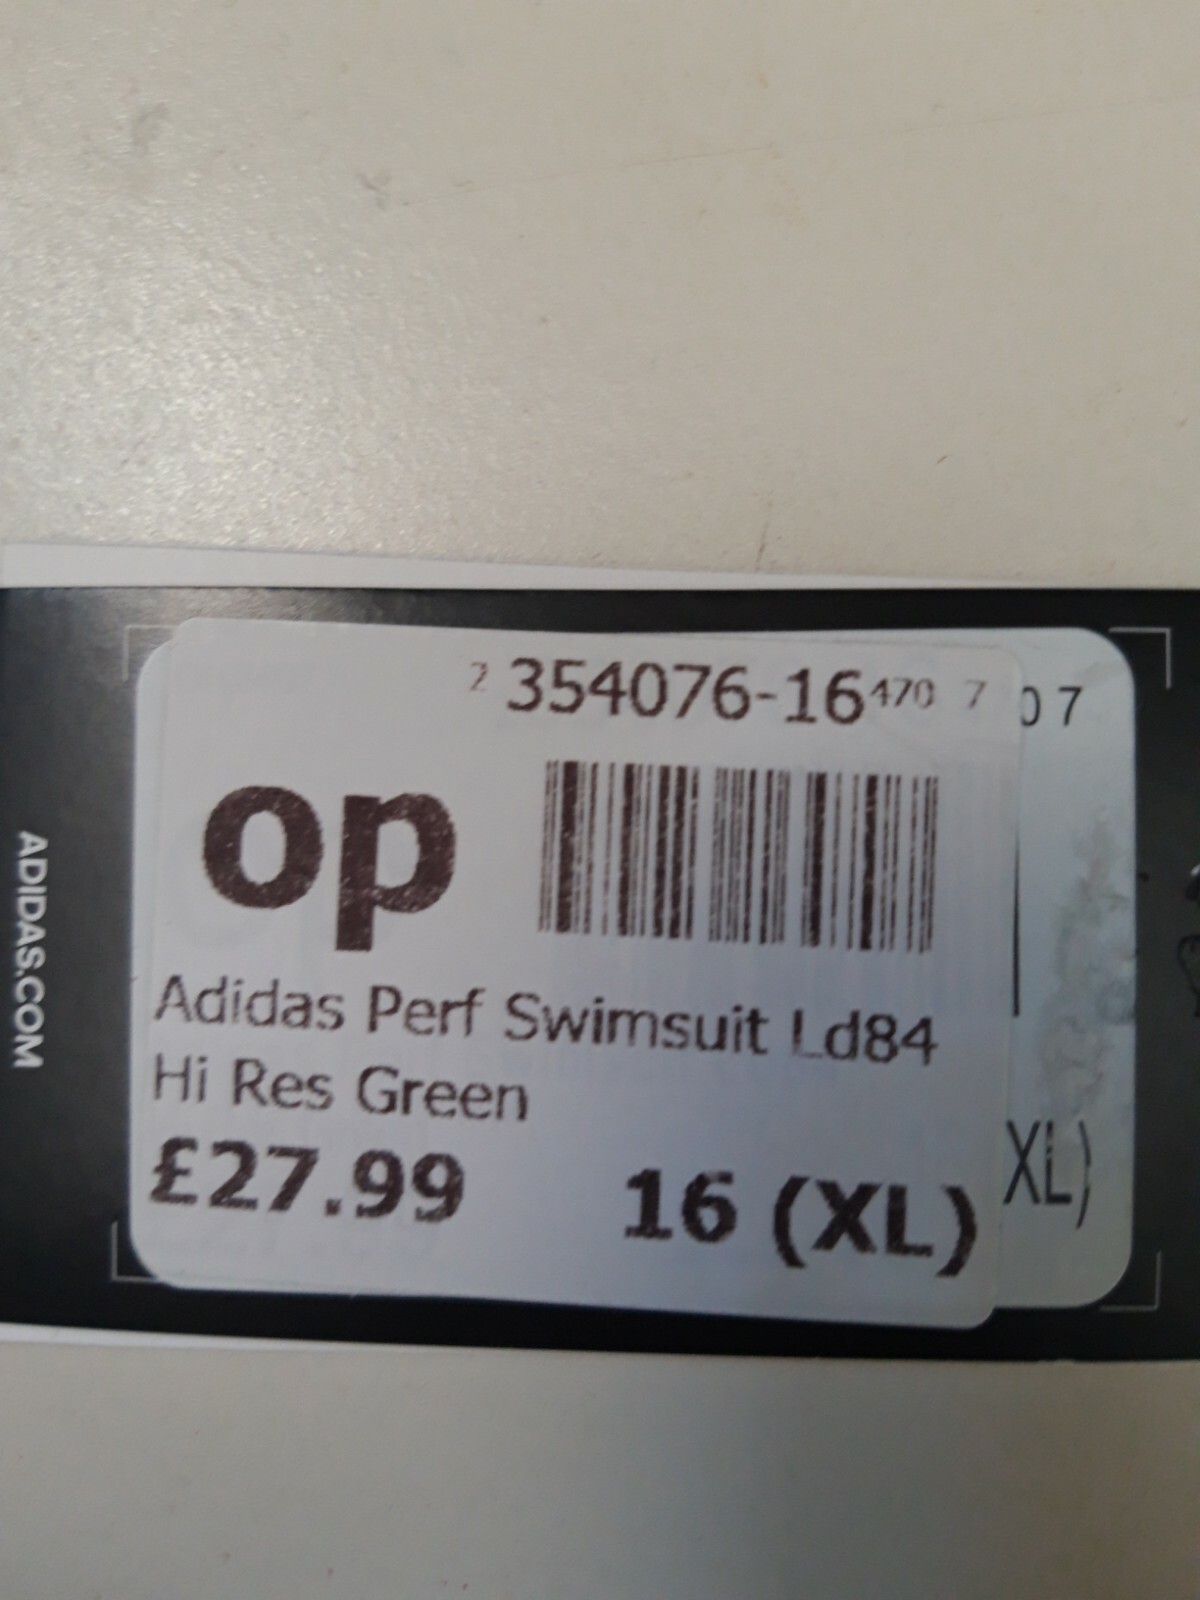 2 354076-16 470 7
07
op
Adidas Perf Swimsuit Ld84
Hi Res Green
£27.99 16 (XL)
XL)
ADIDAS.COM